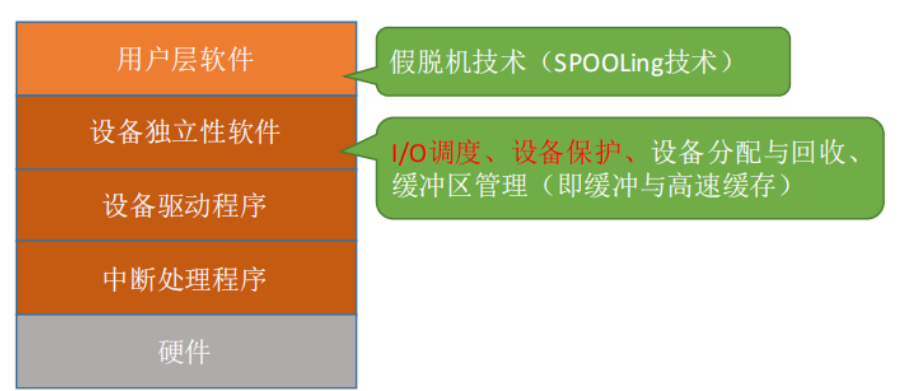 用户层软件
假脱机技术（SPOOLing技术）
设备独立性软件
I/O调度、设备保护、设备分配与回收、
缓冲区管理（即缓冲与高速缓存）
设备驱动程序
中断处理程序
硬件